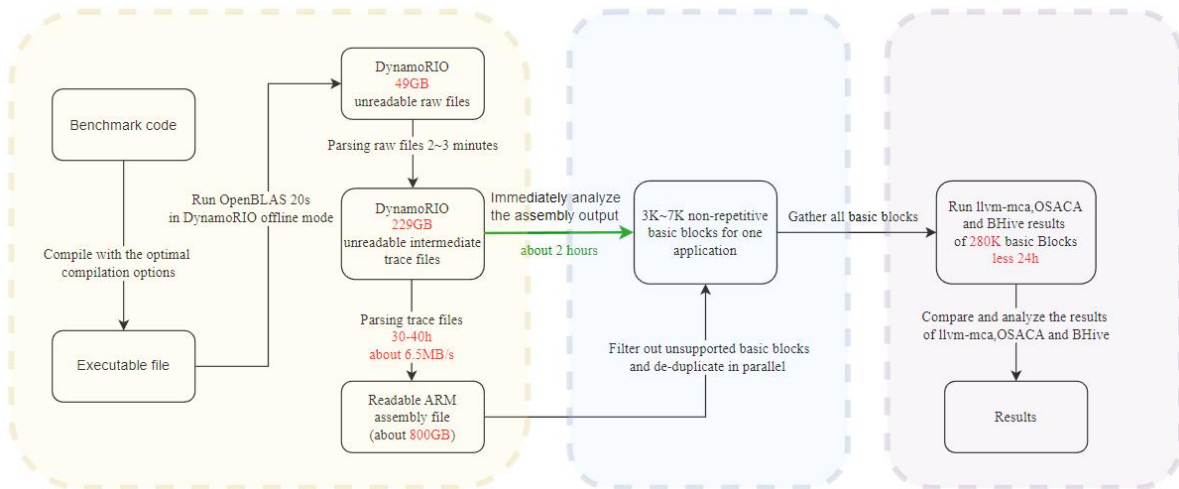 Benchmark code
Compile with the optimal
compilation options
Executable file
Run OpenBLAS 20s
in DynamoRIO offline mode
DynamoRIO
49GB
unreadable raw files
Parsing raw files 2~3 minutes
DynamoRIO
229GB
unreadable intermediate
trace files
Parsing trace files
30-40h
about 6.5MB/s
Readable ARM
assembly file
(about 800GB)
Immediately analyze
the assembly output
about 2 hours
3K~7K non-repetitive
basic blocks for one
application
Filter out unsupported basic blocks
and de-duplicate in parallel
Gather all basic blocks
Run llvm-mca,OSACA
and BHive results
of 280K basic Blocks
less 24h
Compare and analyze the results
of llvm-mca,OSACA and BHive
Results